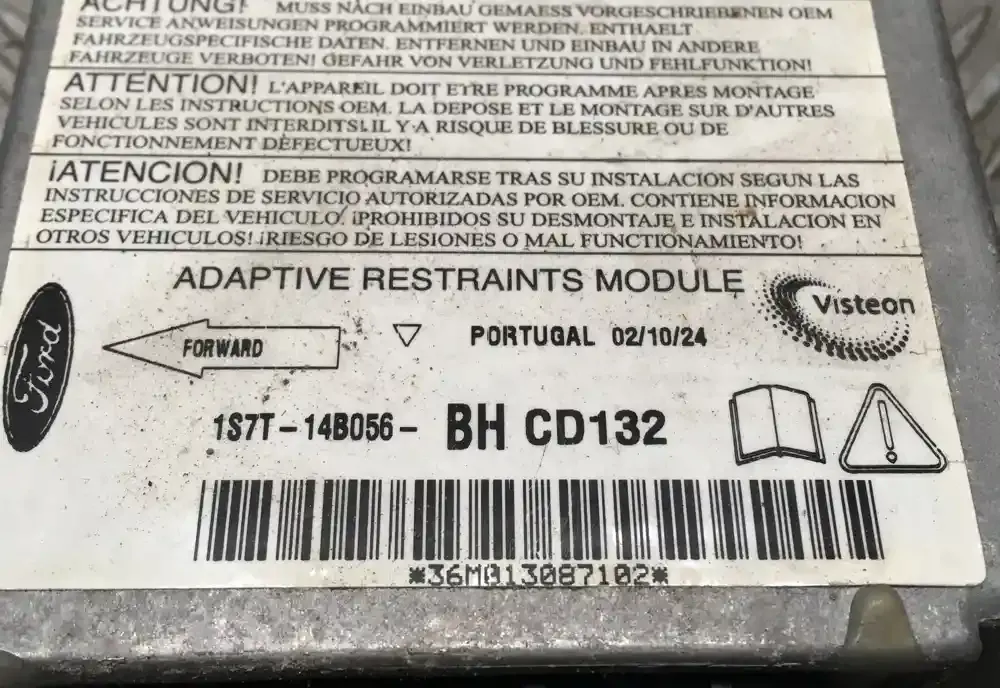 ACHTUNG! MUSS NACH EINBAU GEMAESS VORGESCHRIEBENEN OEM
SERVICE ANWEISUNGEN PROGRAMMIERT WERDEN. ENTHAELT
FAHRZEUGSPECIFISCHE DATEN. ENTFERNEN UND EINBAU IN ANDERE
FAHRZEUGE VERBOTEN! GEFAHR VON VERLETZUNG UND FEHLFUNKTION!
ATTENTION! L'APPAREIL DOIT ETRE PROGRAMME APRES MONTAGE
SELON LES INSTRUCTIONS OEM. LA DEPOSE ET LE MONTAGE SUR D'AUTRES
VEHICULES SONT INTERDITS! IL Y A RISQUE DE BLESSURE OU DE
FONCTIONNEMENT DEFECTUEUX!
¡ATENCION! DEBE PROGRAMARSE TRAS SU INSTALACION SEGUN LAS
INSTRUCCIONES DE SERVICIO AUTORIZADAS POR OEM. CONTIENE INFORMACION
ESPECIFICA DEL VEHICULO. ¡PROHIBIDOS SU DESMONTAJE E INSTALACION EN
OTROS VEHICULOS! ¡RIESGO DE LESIONES O MAL FUNCTIONAMIENTO!
ADAPTIVE RESTRAINTS MODULE
Visteon
Ford
FORWARD
PORTUGAL 02/10/24
1S7T-14B056- BH CD132
*36M013087102*